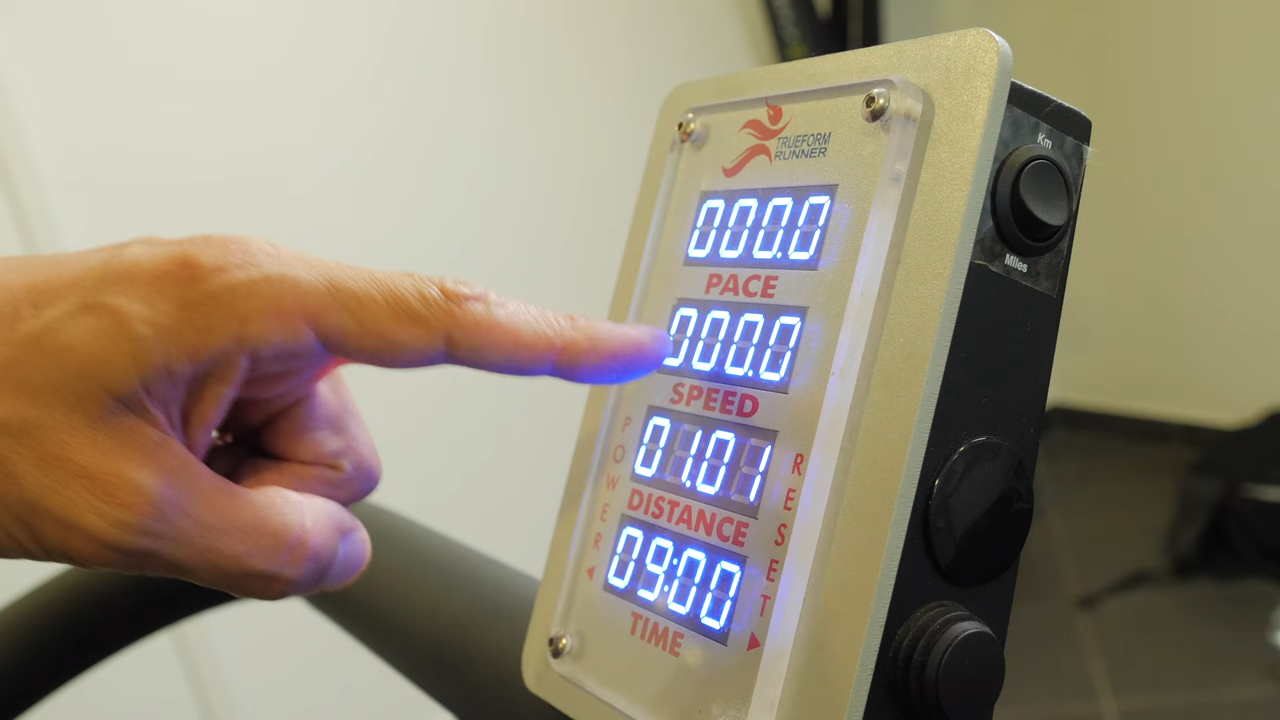 TRUEFORM
RUNNER
000.0
PACE
000.0
SPEED
01.01
DISTANCE
09:00
TIME
POWER
RESET
Km
Miles